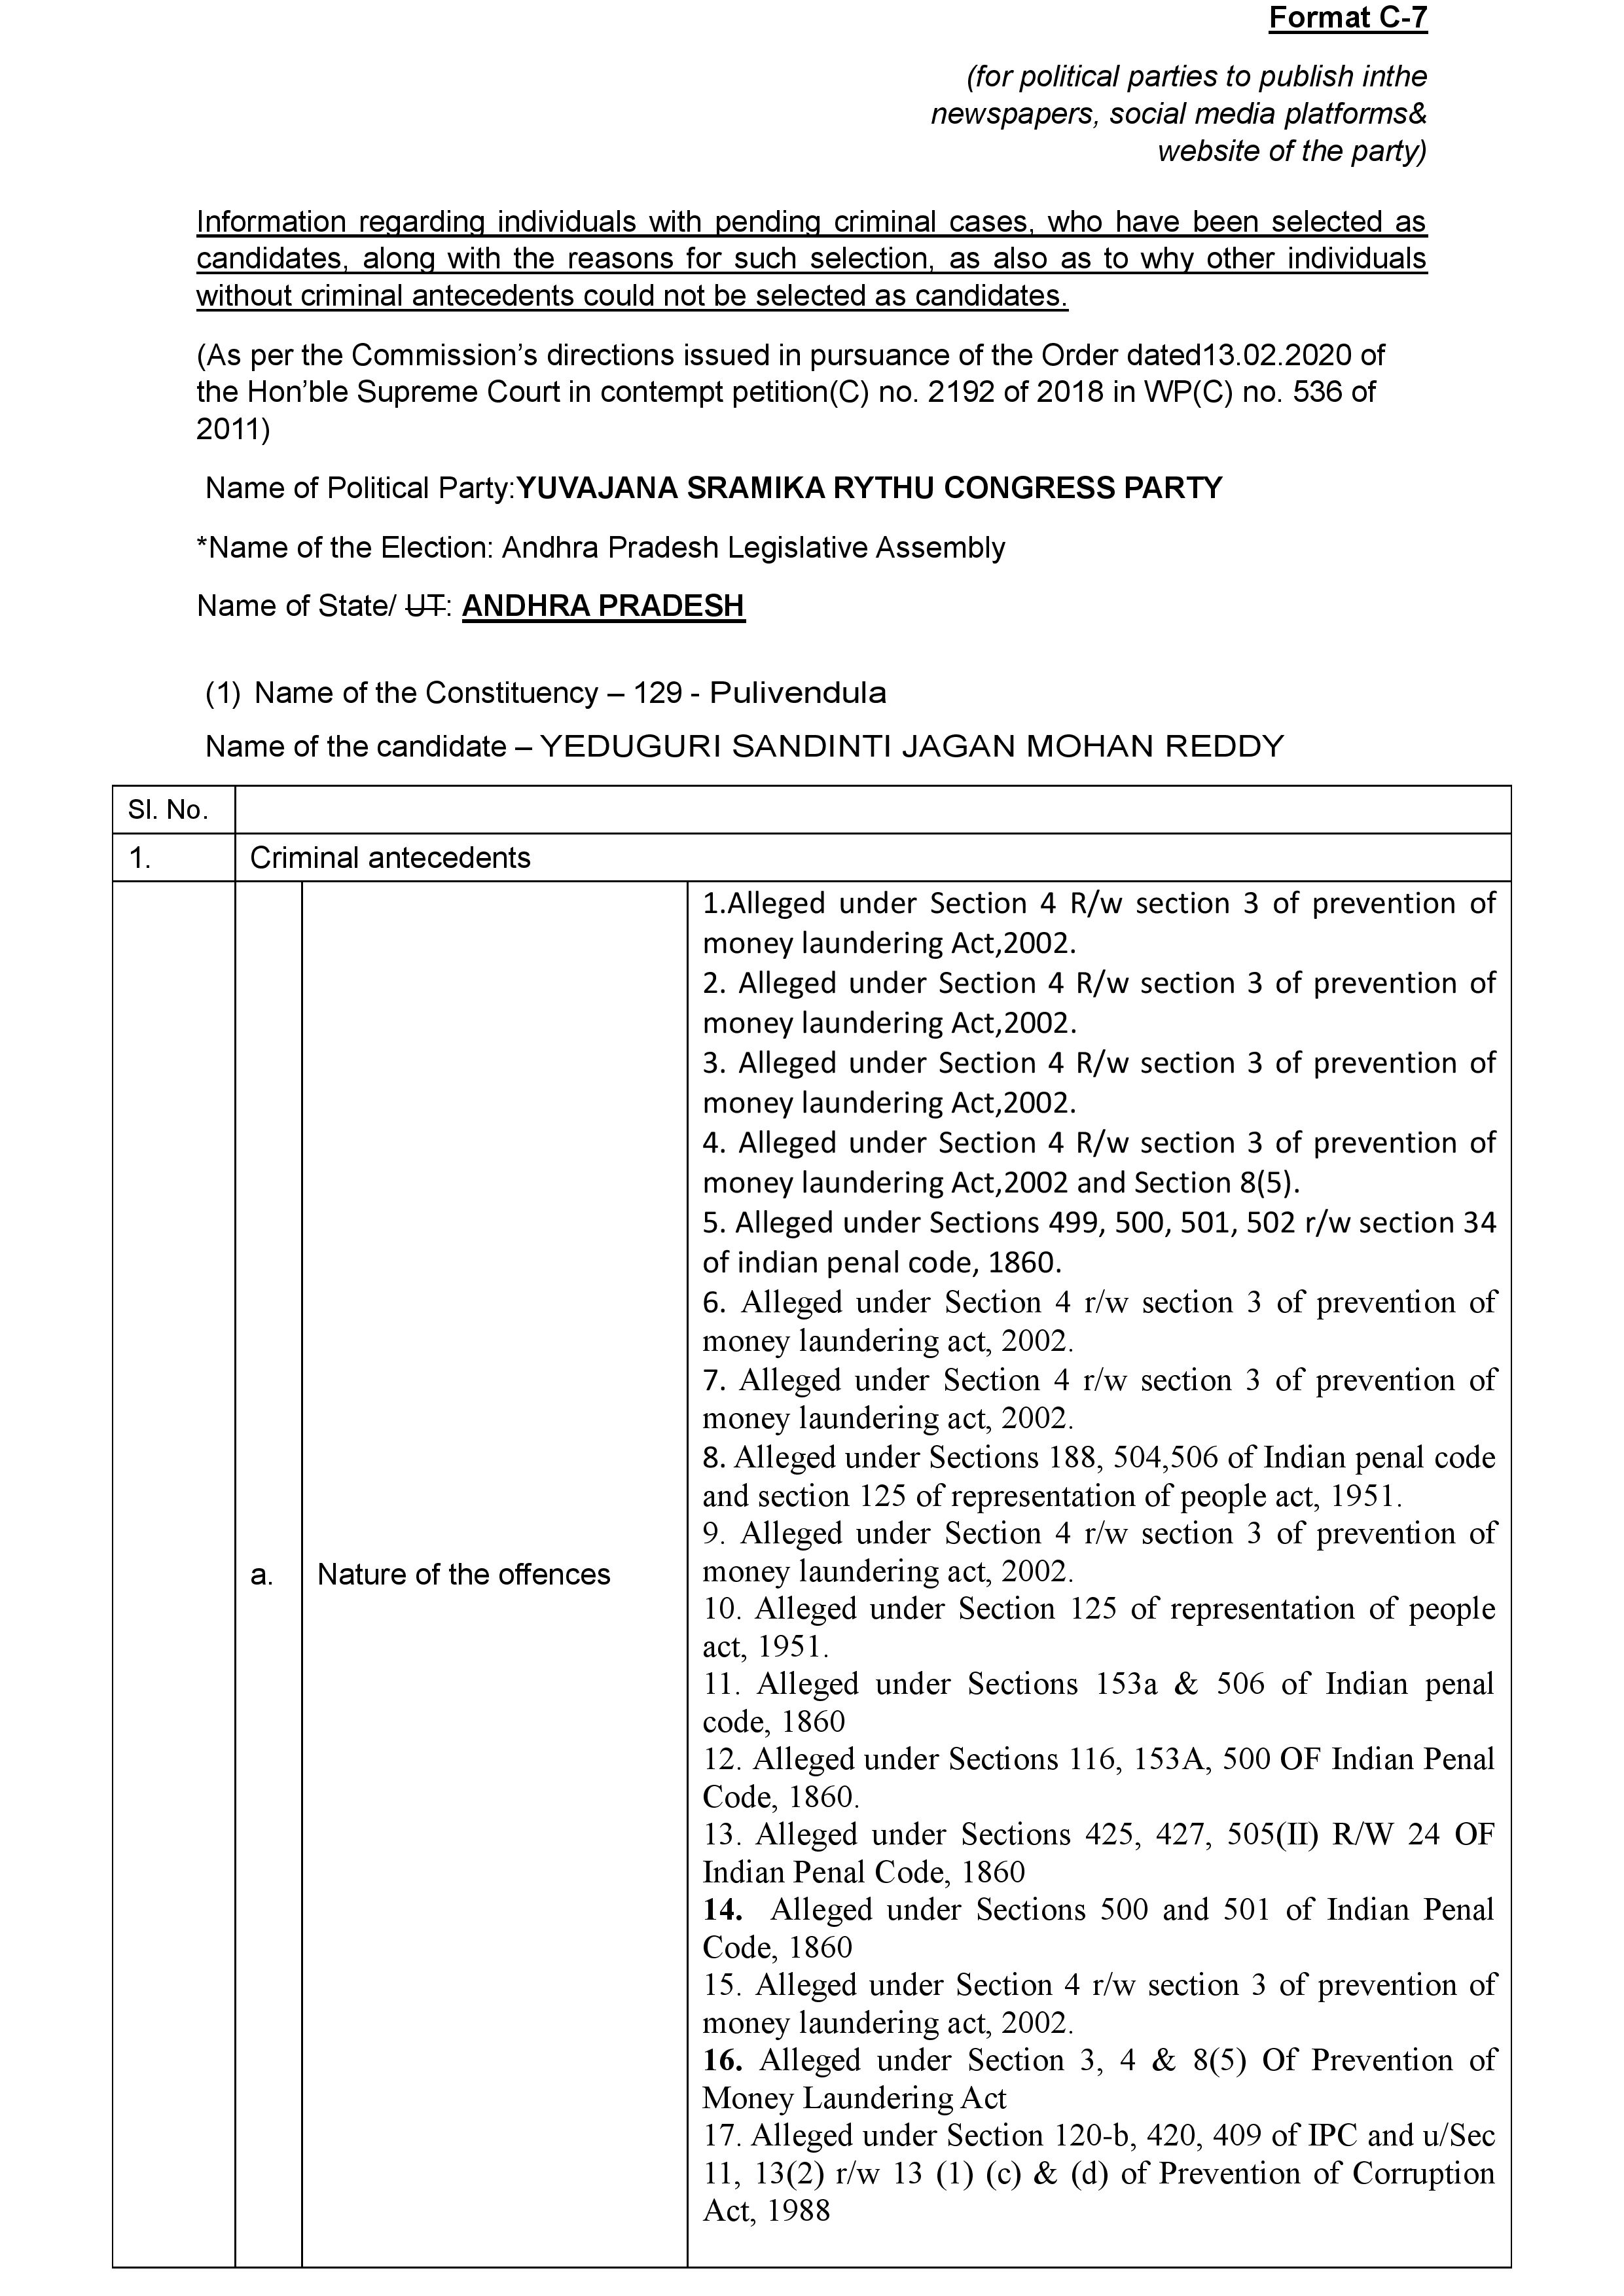 Format C-7
(for political parties to publish inthe
newspapers, social media platforms&
website of the party)
Information regarding individuals with pending criminal cases, who have been selected as
candidates, along with the reasons for such selection, as also as to why other individuals
without criminal antecedents could not be selected as candidates.
(As per the Commission’s directions issued in pursuance of the Order dated13.02.2020 of
the Hon’ble Supreme Court in contempt petition(C) no. 2192 of 2018 in WP(C) no. 536 of
2011)
Name of Political Party:YUVAJANA SRAMIKA RYTHU CONGRESS PARTY
*Name of the Election: Andhra Pradesh Legislative Assembly
Name of State/ UT: ANDHRA PRADESH
(1) Name of the Constituency – 129 - Pulivendula
Name of the candidate – YEDUGURI SANDINTI JAGAN MOHAN REDDY
Sl. No.
1. Criminal antecedents
a. Nature of the offences
1.Alleged under Section 4 R/w section 3 of prevention of
money laundering Act,2002.
2. Alleged under Section 4 R/w section 3 of prevention of
money laundering Act,2002.
3. Alleged under Section 4 R/w section 3 of prevention of
money laundering Act,2002.
4. Alleged under Section 4 R/w section 3 of prevention of
money laundering Act,2002 and Section 8(5).
5. Alleged under Sections 499, 500, 501, 502 r/w section 34
of indian penal code, 1860.
6. Alleged under Section 4 r/w section 3 of prevention of
money laundering act, 2002.
7. Alleged under Section 4 r/w section 3 of prevention of
money laundering act, 2002.
8. Alleged under Sections 188, 504,506 of Indian penal code
and section 125 of representation of people act, 1951.
9. Alleged under Section 4 r/w section 3 of prevention of
money laundering act, 2002.
10. Alleged under Section 125 of representation of people
act, 1951.
11. Alleged under Sections 153a & 506 of Indian penal
code, 1860
12. Alleged under Sections 116, 153A, 500 OF Indian Penal
Code, 1860.
13. Alleged under Sections 425, 427, 505(II) R/W 24 OF
Indian Penal Code, 1860
14. Alleged under Sections 500 and 501 of Indian Penal
Code, 1860
15. Alleged under Section 4 r/w section 3 of prevention of
money laundering act, 2002.
16. Alleged under Section 3, 4 & 8(5) Of Prevention of
Money Laundering Act
17. Alleged under Section 120-b, 420, 409 of IPC and u/Sec
11, 13(2) r/w 13 (1) (c) & (d) of Prevention of Corruption
Act, 1988